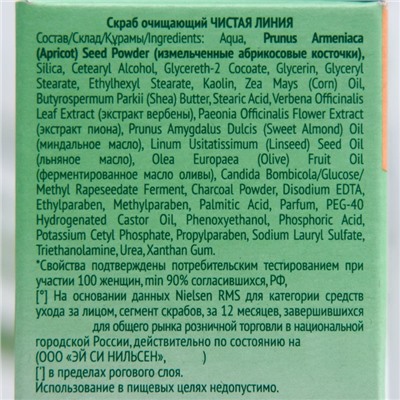 Скраб очищающий ЧИСТАЯ ЛИНИЯ
Состав/Склад/Құрамы/Ингредиенты: Aqua, Prunus Armeniaca
(Apricot) Seed Powder (измельченные абрикосовые косточки),
Silica, Cetearyl Alcohol, Glycereth-2 Cocoate, Glycerin, Glyceryl
Stearate, Ethylhexyl Stearate, Kaolin, Zea Mays (Corn) Oil,
Butyrospermum Parkii (Shea) Butter, Stearic Acid, Verbena Officinalis
Leaf Extract (экстракт вербены), Paeonia Officinalis Flower Extract
(экстракт пиона), Prunus Amygdalus Dulcis (Sweet Almond) Oil
(миндальное масло), Linum Usitatissimum (Linseed) Seed Oil
(льняное масло), Olea Europaea (Olive) Fruit Oil
(ферментированное масло оливы), Candida Bombicola/Glucose/
Methyl Rapeseedate Ferment, Charcoal Powder, Disodium EDTA,
Ethylparaben, Methylparaben, Palmitic Acid, Parfum, PEG-40
Hydrogenated Castor Oil, Phenoxyethanol, Phosphoric Acid,
Potassium Cetyl Phosphate, Propylparaben, Sodium Lauryl Sulfate,
Triethanolamine, Urea, Xanthan Gum.
*Свойства подтверждены потребительским тестированием при
участии 100 женщин, min 90% согласившихся, РФ,
[°] На основании данных Nielsen RMS для категории средств
ухода за лицом, сегмент скрабов, за 12 месяцев, завершившихся
для общего рынка розничной торговли в национальной
городской России, действительно по состоянию на
(ООО «ЭЙ СИ НИЛЬСЕН», )
['] в пределах рогового слоя.
Использование в пищевых целях недопустимо.